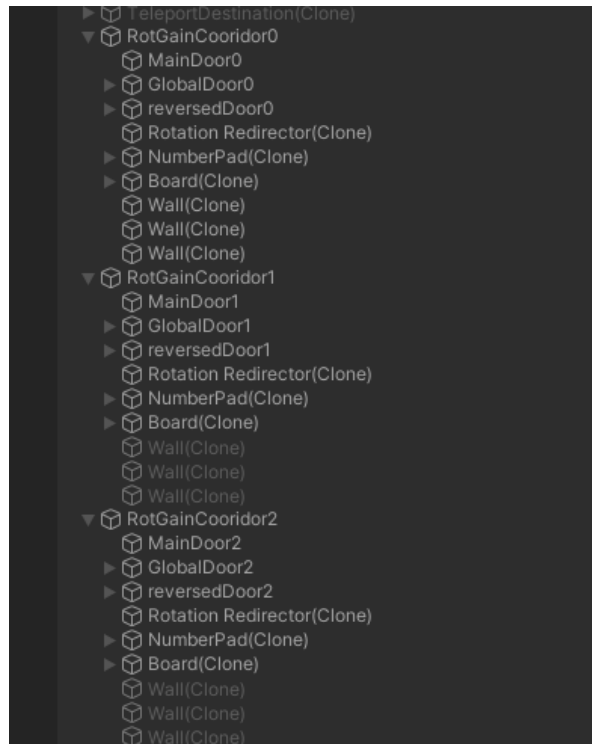 TeleportDestination(Clone)
RotGainCooridor0
MainDoor0
GlobalDoor0
reversedDoor0
Rotation Redirector(Clone)
NumberPad(Clone)
Board(Clone)
Wall(Clone)
Wall(Clone)
Wall(Clone)
RotGainCooridor1
MainDoor1
GlobalDoor1
reversedDoor1
Rotation Redirector(Clone)
NumberPad(Clone)
Board(Clone)
Wall(Clone)
Wall(Clone)
Wall(Clone)
RotGainCooridor2
MainDoor2
GlobalDoor2
reversedDoor2
Rotation Redirector(Clone)
NumberPad(Clone)
Board(Clone)
Wall(Clone)
Wall(Clone)
Wall(Clone)